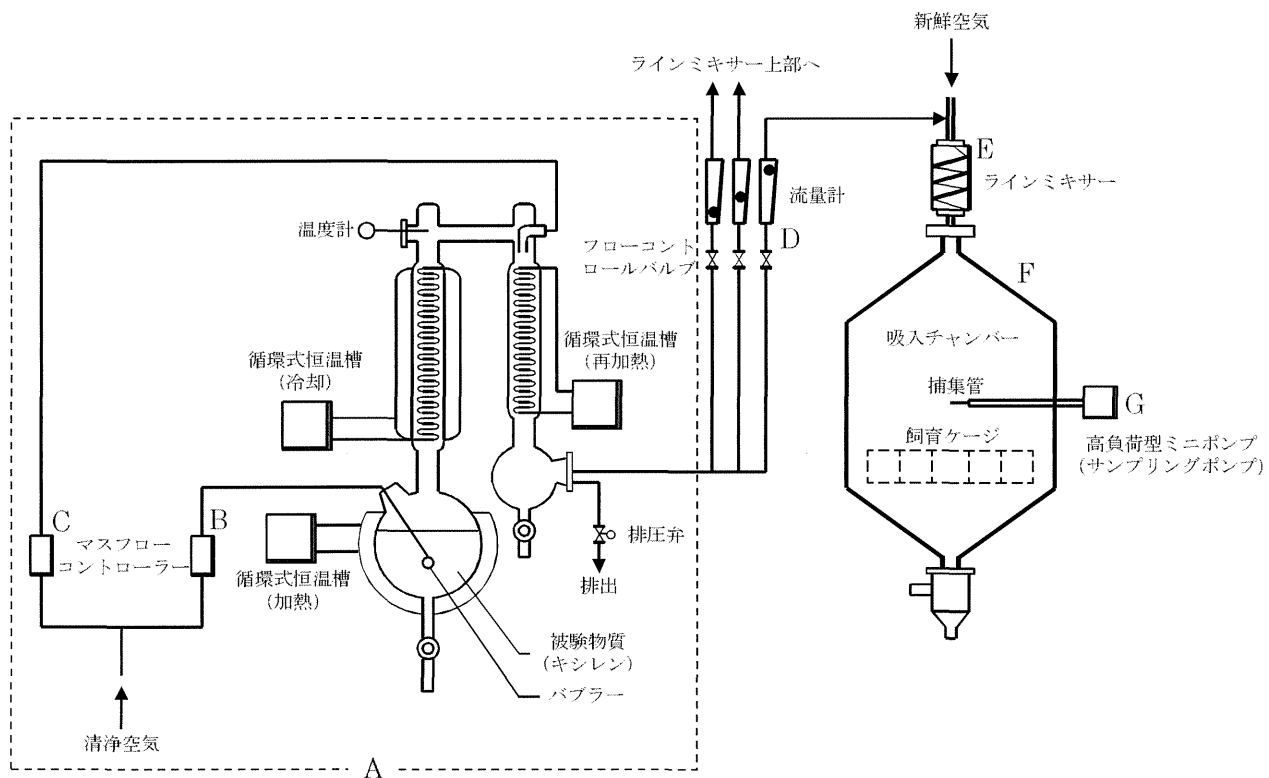 新鮮空気
ラインミキサー上部へ
E
ラインミキサー
温度計
流量計
D
フローコント
ロールバルブ
F
循環式恒温槽
(冷却)
循環式恒温槽
(再加熱)
吸入チャンバー
捕集管
G
高負荷型ミニポンプ
(サンプリングポンプ)
飼育ケージ
C
B
マスフロー
コントローラー
循環式恒温槽
(加熱)
排圧弁
排出
被験物質
(キシレン)
バブラー
清浄空気
A